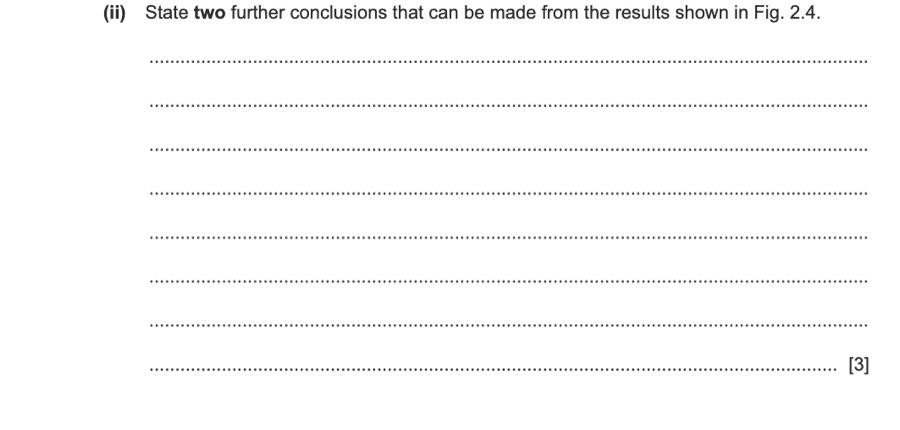 (ii) State two further conclusions that can be made from the results shown in Fig. 2.4.
[3]